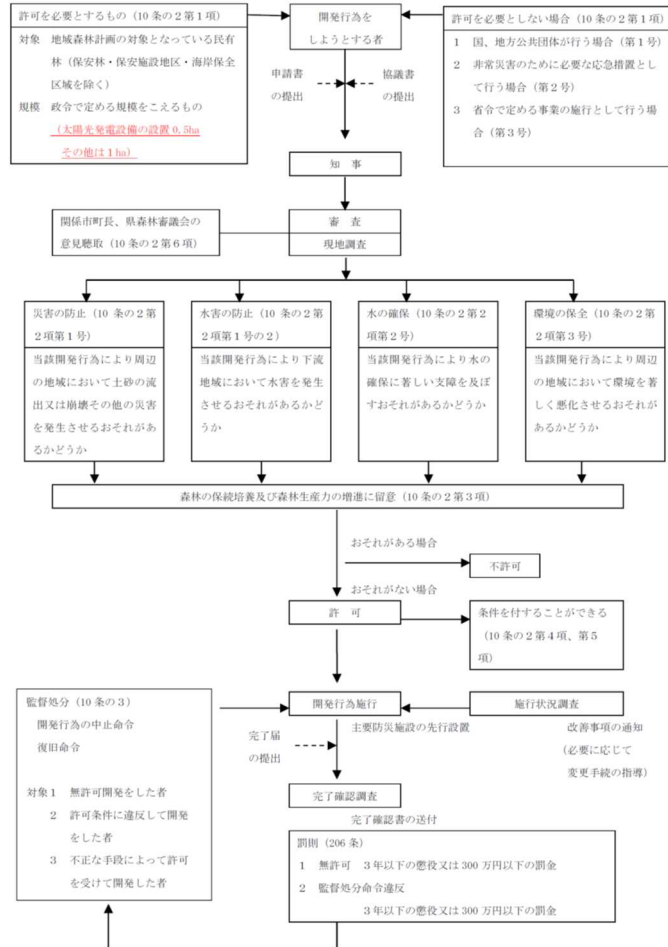 許可を必要とするもの（10 条の２第１項）
対象　地域森林計画の対象となっている民有
林（保安林・保安施設地区・海岸保全
区域を除く）
規模　政令で定める規模をこえるもの
（太陽光発電設備の設置 0.5ha
その他は１ha）
開発行為を
しようとする者
許可を必要としない場合（10 条の２第１項）
１　国、地方公共団体が行う場合（第１号）
２　非常災害のために必要な応急措置とし
て行う場合（第２号）
３　省令で定める事業の施行として行う場
合（第３号）
申請書
の提出
協議書
の提出
知　事
関係市町長、県森林審議会の
意見聴取（10 条の２第６項）
審　査
現地調査
災害の防止（10 条の２第
２項第１号）
当該開発行為により周辺
の地域において土砂の流
出又は崩壊その他の災害
を発生させるおそれがあ
るかどうか
水害の防止（10 条の２第
２項第１号の２）
当該開発行為により下流
地域において水害を発生
させるおそれがあるかど
うか
水の確保（10 条の２第２
項第２号）
当該開発行為により水の
確保に著しい支障を及ぼ
すおそれがあるかどうか
環境の保全（10 条の２第
２項第３号）
当該開発行為により周辺
の地域において環境を著
しく悪化させるおそれが
あるかどうか
森林の保続培養及び森林生産力の増進に留意（10 条の２第３項）
おそれがある場合
不許可
おそれがない場合
許　可
条件を付することができる
（10 条の２第４項、第５
項）
監督処分（10 条の３）
開発行為の中止命令
復旧命令
対象１　無許可開発をした者
２　許可条件に違反して開発
をした者
３　不正な手段によって許可
を受けて開発した者
開発行為施行
施行状況調査
完了届
の提出
主要防災施設の先行設置
改善事項の通知
（必要に応じて
変更手続の指導）
完了確認調査
完了確認書の送付
罰則（206 条）
１　無許可　３年以下の懲役又は 300 万円以下の罰金
２　監督処分命令違反
３年以下の懲役又は 300 万円以下の罰金